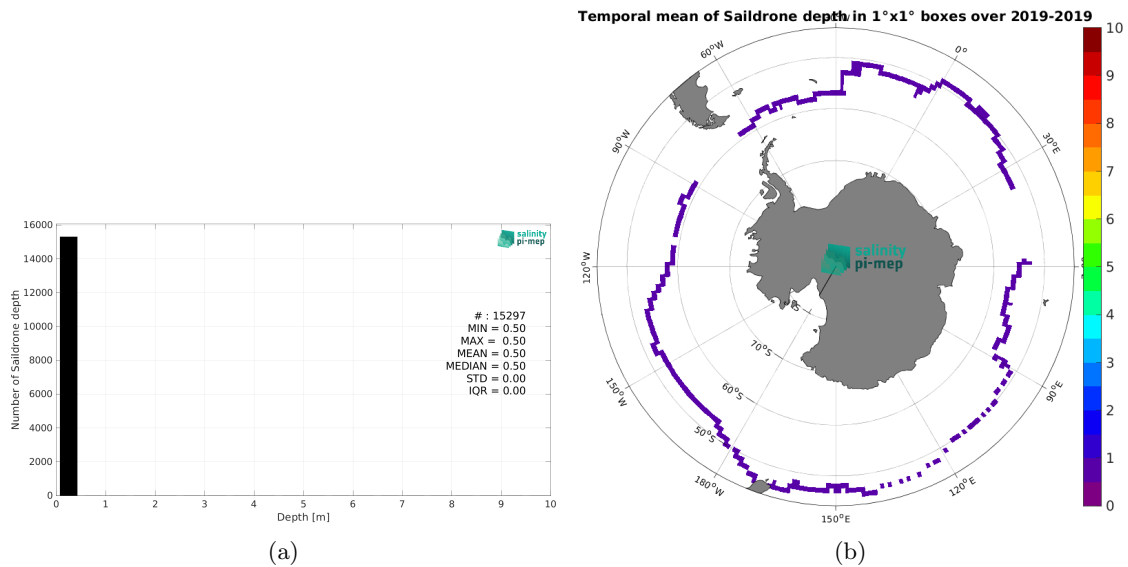 Temporal mean of Saildrone depth in 1°x1° boxes over 2019-2019
16000
14000
12000
10000
8000
6000
4000
2000
0
Number of Saildrone depth
0 1 2 3 4 5 6 7 8 9 10
Depth [m]
salinity
pi-mep
# : 15297
MIN = 0.50
MAX = 0.50
MEAN = 0.50
MEDIAN = 0.50
STD = 0.00
IQR = 0.00
(a)
60°W
0°
90°W
30°E
120°W
150°W
90°E
180°W
120°E
150°E
70°S
60°S
50°S
salinity
pi-mep
10
9
8
7
6
5
4
3
2
1
0
(b)